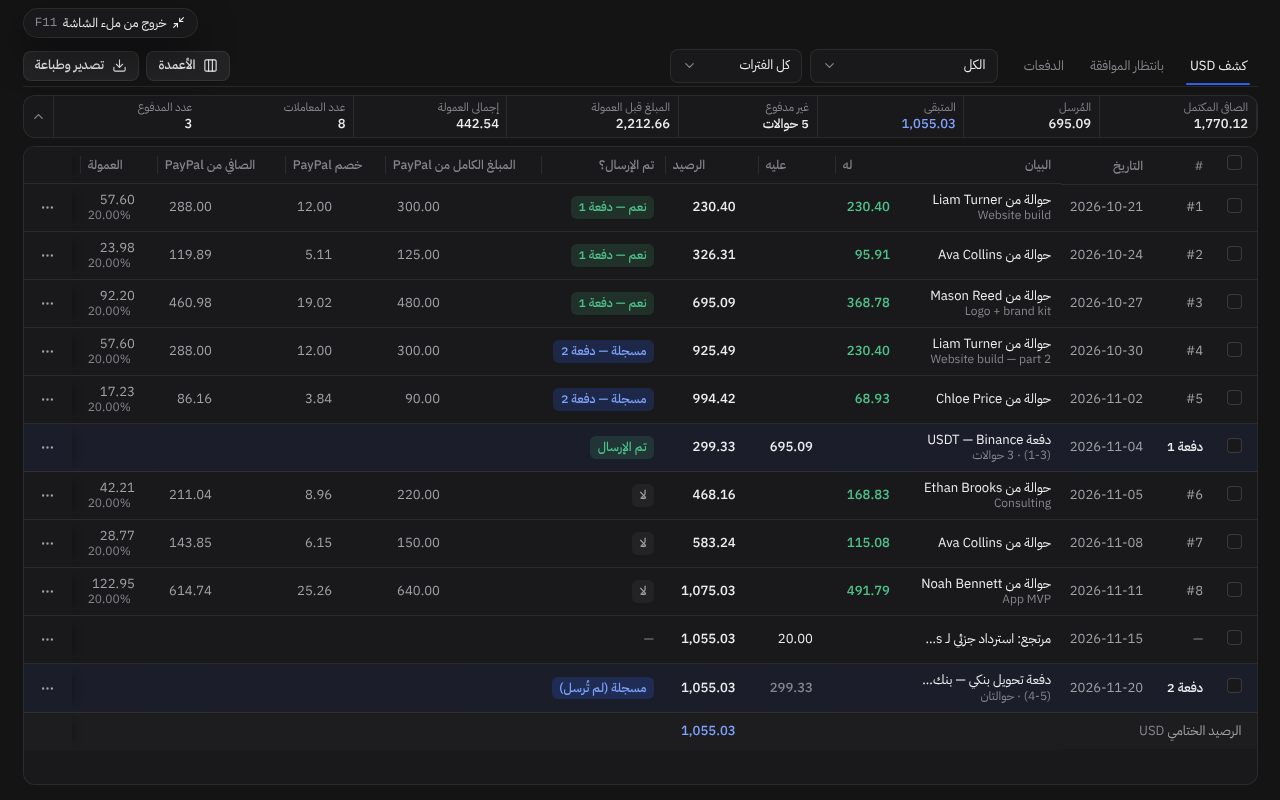 خروج من ملء الشاشة F11
كشف USD
بانتظار الموافقة
الدفعات
الكل
كل الفترات
الأعمدة
تصدير وطباعة
الصافي المكتمل
1,770.12
المُرسل
695.09
المتبقي
1,055.03
غير مدفوع
5 حوالات
المبلغ قبل العمولة
2,212.66
إجمالي العمولة
442.54
عدد المعاملات
8
عدد المدفوع
3
# التاريخ البيان له عليه الرصيد تم الإرسال؟ المبلغ الكامل من PayPal خصم PayPal الصافي من PayPal العمولة
#1 2026-10-21 حوالة من Liam Turner 230.40 230.40 نعم — دفعة 1 300.00 12.00 288.00 57.60
Website build 20.00%
#2 2026-10-24 حوالة من Ava Collins 95.91 326.31 نعم — دفعة 1 125.00 5.11 119.89 23.98
20.00%
#3 2026-10-27 حوالة من Mason Reed 368.78 695.09 نعم — دفعة 1 480.00 19.02 460.98 92.20
Logo + brand kit 20.00%
#4 2026-10-30 حوالة من Liam Turner 230.40 925.49 مسجلة — دفعة 2 300.00 12.00 288.00 57.60
Website build — part 2 20.00%
#5 2026-11-02 حوالة من Chloe Price 68.93 994.42 مسجلة — دفعة 2 90.00 3.84 86.16 17.23
20.00%
دفعة 1 2026-11-04 دفعة USDT — Binance 695.09 299.33 تم الإرسال
(1-3) · 3 حوالات
#6 2026-11-05 حوالة من Ethan Brooks 168.83 468.16 لا 220.00 8.96 211.04 42.21
Consulting 20.00%
#7 2026-11-08 حوالة من Ava Collins 115.08 583.24 لا 150.00 6.15 143.85 28.77
20.00%
#8 2026-11-11 حوالة من Noah Bennett 491.79 1,075.03 لا 640.00 25.26 614.74 122.95
App MVP 20.00%
— 2026-11-15 مرتجع: استرداد جزئي لـ s... 20.00 1,055.03 —
دفعة 2 2026-11-20 دفعة تحويل بنكي — بنك... 299.33 1,055.03 مسجلة (لم تُرسل)
(4-5) · حوالتان
الرصيد الختامي USD 1,055.03